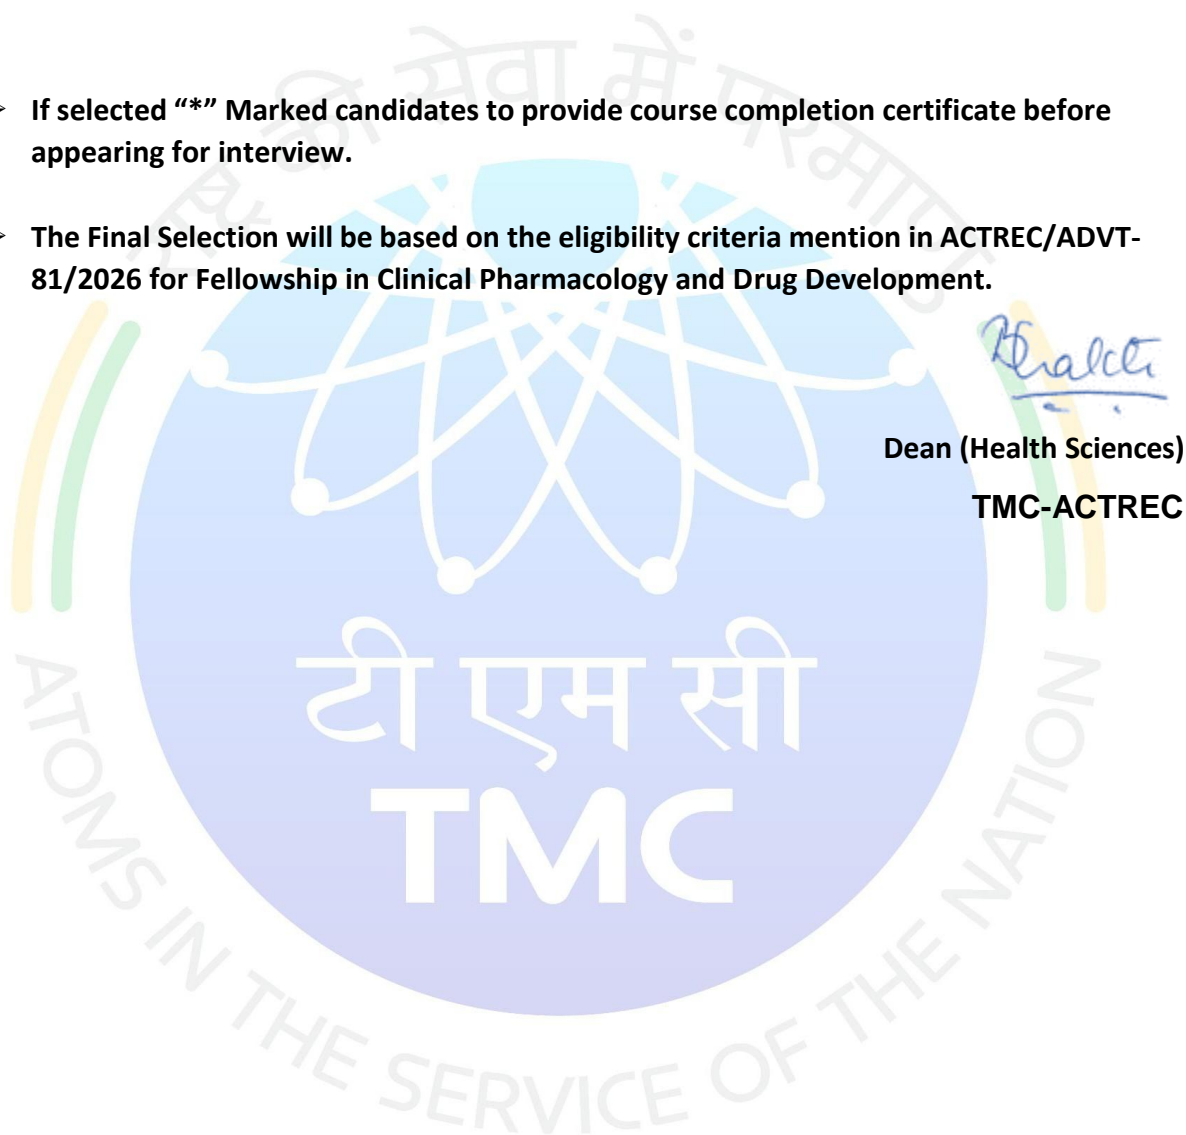 राष्ट्र की सेवा में परमाणु
➢ If selected “*” Marked candidates to provide course completion certificate before
appearing for interview.
➢ The Final Selection will be based on the eligibility criteria mention in ACTREC/ADVT-
81/2026 for Fellowship in Clinical Pharmacology and Drug Development.
Dean (Health Sciences)
TMC-ACTREC
टी एम सी
TMC
ATOMS IN THE SERVICE OF THE NATION